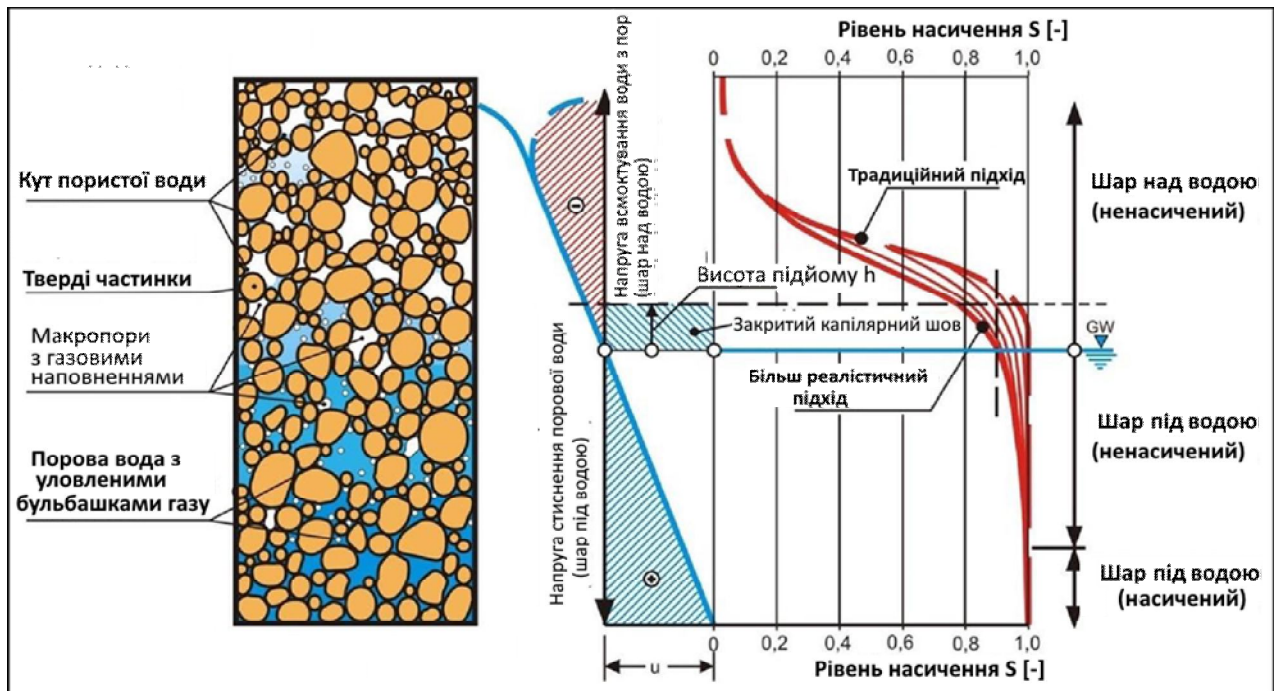 Рівень насичення S [-]
0 0,2 0,4 0,6 0,8 1,0
Кут пористої води
Тверді частинки
Макропори
з газовими
наповненнями
Порова вода з
уловленими
бульбашками газу
Напруга всмоктування води з пор
(шар над водою)
Напруга стиснення порової води
(шар під водою)
Традиційний підхід
Висота підйому h
Закритий капілярний шов
Більш реалістичний
підхід
GW
Шар над водою
(ненасичений)
Шар під водою
(ненасичений)
Шар під водою
(насичений)
u
0 0,2 0,4 0,6 0,8 1,0
Рівень насичення S [-]